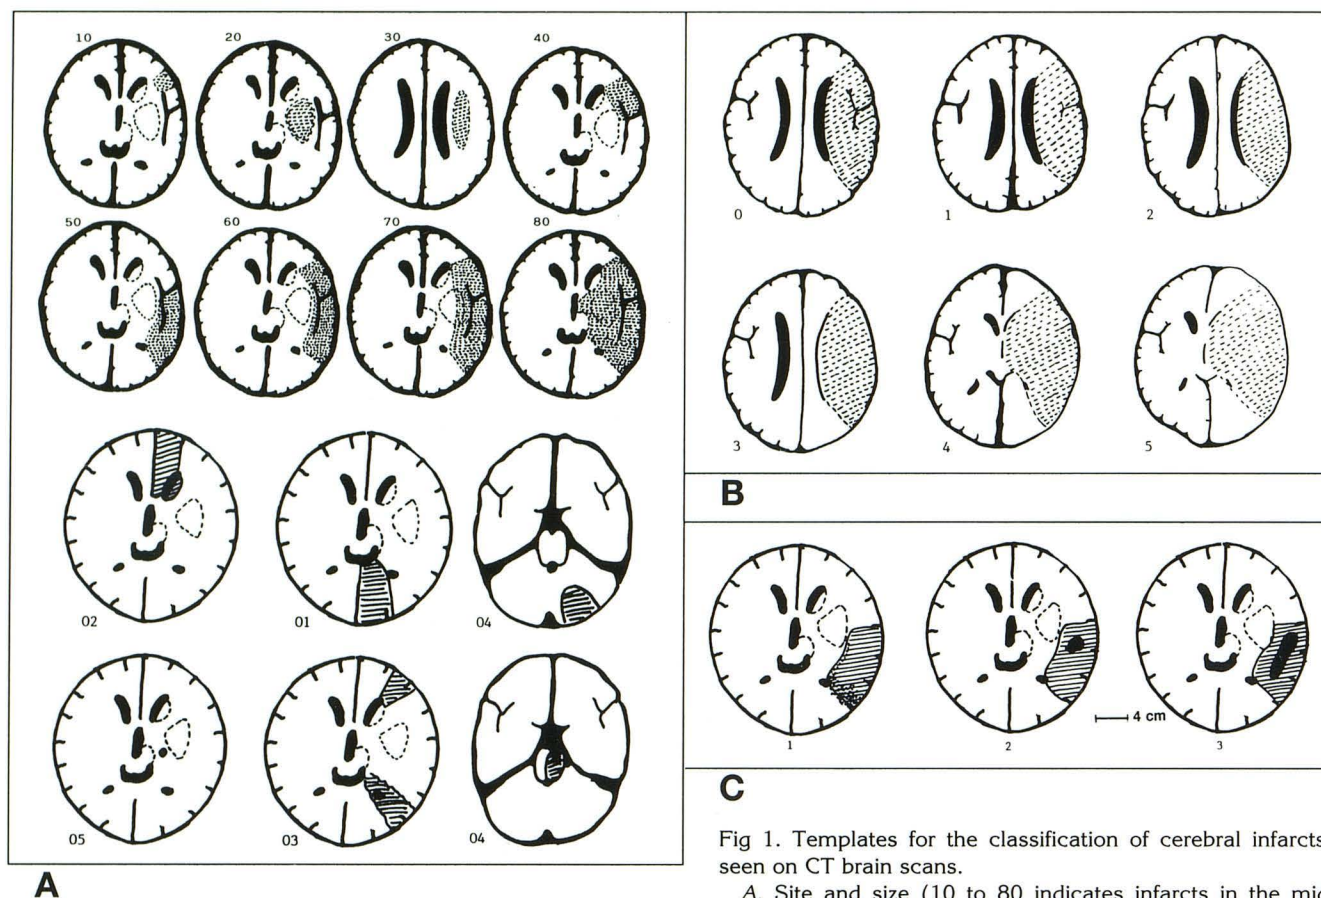 10 20 30 40
50 60 70 80
02 01 04
05 03 04
A
0 1 2
3 4 5
B
4 cm
1 2 3
C
Fig 1. Templates for the classification of cerebral infarcts
seen on CT brain scans.
A. Site and size (10 to 80 indicates infarcts in the mid